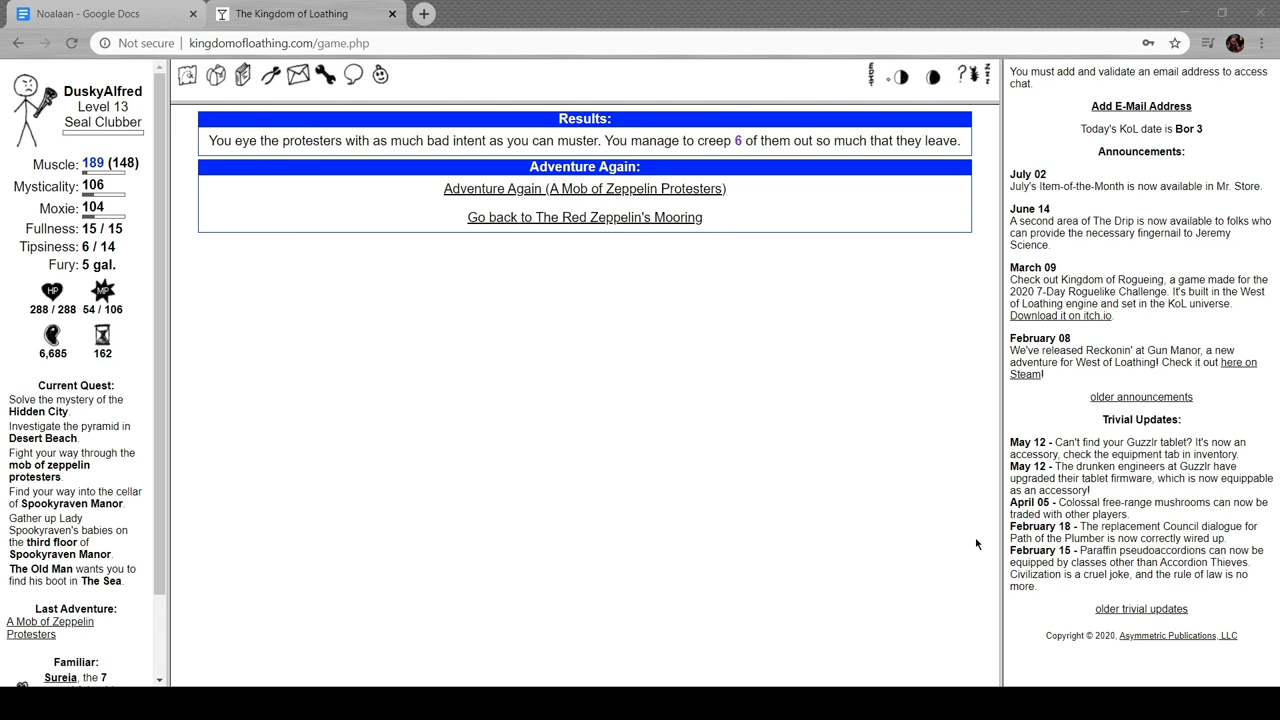 Noalaan - Google Docs
The Kingdom of Loathing
Not secure
kingdomofloathing.com/game.php
DuskyAlfred
Level 13
Seal Clubber
Muscle: 189 (148)
Mysticality: 106
Moxie: 104
Fullness: 15 / 15
Tipsiness: 6 / 14
Fury: 5 gal.
HP
MP
288 / 288 54 / 106
6,685 162
Current Quest:
Solve the mystery of the
Hidden City.
Investigate the pyramid in
Desert Beach.
Fight your way through the
mob of zeppelin
protesters.
Find your way into the cellar
of Spookyraven Manor.
Gather up Lady
Spookyraven's babies on
the third floor of
Spookyraven Manor.
The Old Man wants you to
find his boot in The Sea.
Last Adventure:
A Mob of Zeppelin
Protesters
Familiar:
Sureia, the 7
Results:
You eye the protesters with as much bad intent as you can muster. You manage to creep 6 of them out so much that they leave.
Adventure Again:
Adventure Again (A Mob of Zeppelin Protesters)
Go back to The Red Zeppelin's Mooring
You must add and validate an email address to access
chat.
Add E-Mail Address
Today's KoL date is Bor 3
Announcements:
July 02
July's Item-of-the-Month is now available in Mr. Store.
June 14
A second area of The Drip is now available to folks who
can provide the necessary fingernail to Jeremy
Science.
March 09
Check out Kingdom of Rogueing, a game made for the
2020 7-Day Roguelike Challenge. It's built in the West
of Loathing engine and set in the KoL universe.
Download it on itch.io.
February 08
We've released Reckonin' at Gun Manor, a new
adventure for West of Loathing! Check it out here on
Steam!
older announcements
Trivial Updates:
May 12 - Can't find your Guzzlr tablet? It's now an
accessory, check the equipment tab in inventory.
May 12 - The drunken engineers at Guzzlr have
upgraded their tablet firmware, which is now equippable
as an accessory!
April 05 - Colossal free-range mushrooms can now be
traded with other players.
February 18 - The replacement Council dialogue for
Path of the Plumber is now correctly wired up.
February 15 - Paraffin pseudoaccordions can now be
equipped by classes other than Accordion Thieves.
Civilization is a cruel joke, and the rule of law is no
more.
older trivial updates
Copyright © 2020, Asymmetric Publications, LLC